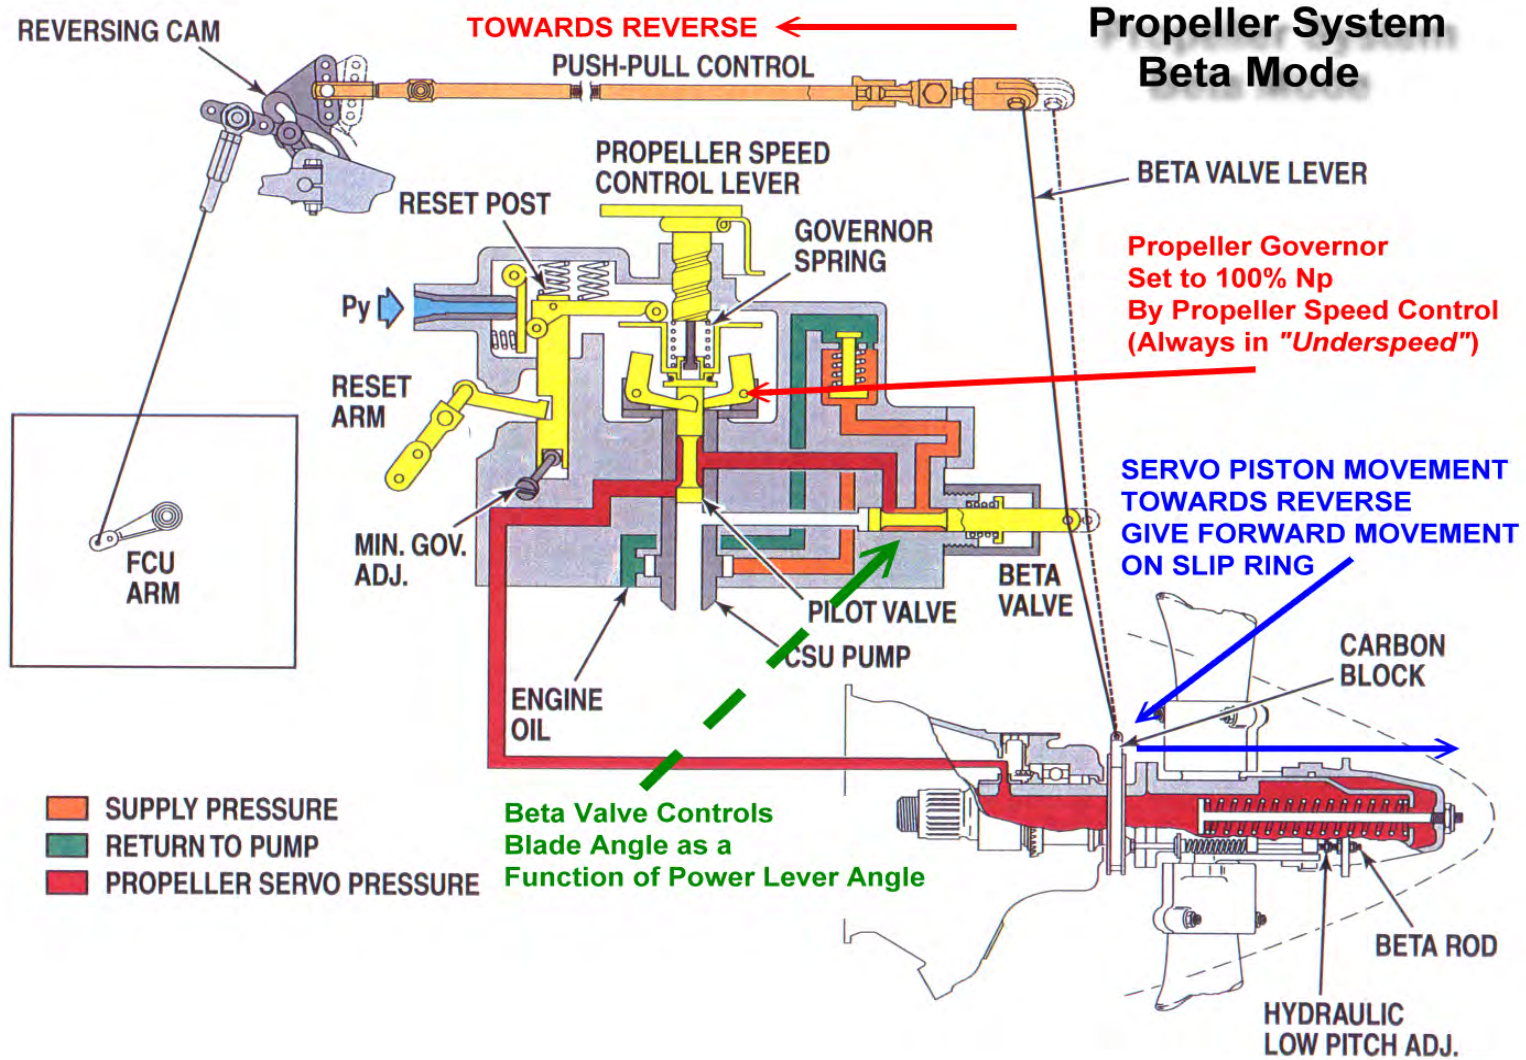 Propeller System
Beta Mode
TOWARDS REVERSE
REVERSING CAM
PUSH-PULL CONTROL
PROPELLER SPEED
CONTROL LEVER
BETA VALVE LEVER
RESET POST
GOVERNOR
SPRING
Propeller Governor
Set to 100% Np
By Propeller Speed Control
(Always in "Underspeed")
Py
RESET
ARM
SERVO PISTON MOVEMENT
TOWARDS REVERSE
GIVE FORWARD MOVEMENT
ON SLIP RING
FCU
ARM
MIN. GOV.
ADJ.
BETA
VALVE
PILOT VALVE
CSU PUMP
CARBON
BLOCK
ENGINE
OIL
SUPPLY PRESSURE
RETURN TO PUMP
PROPELLER SERVO PRESSURE
Beta Valve Controls
Blade Angle as a
Function of Power Lever Angle
BETA ROD
HYDRAULIC
LOW PITCH ADJ.